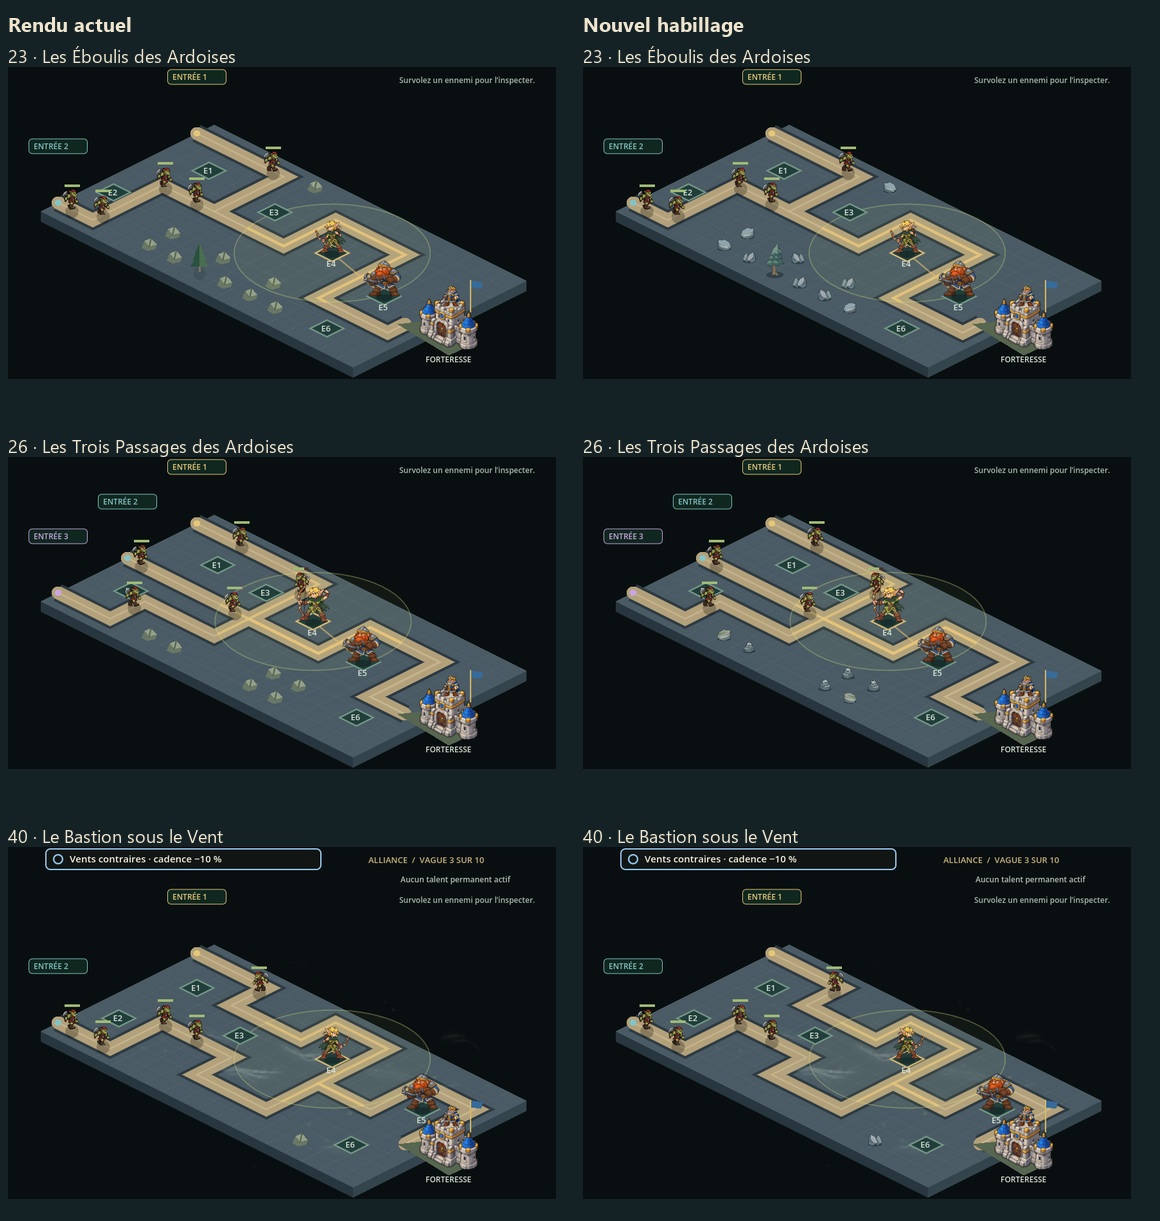 Rendu actuel
Nouvel habillage
23 · Les Éboulis des Ardoises
ENTRÉE 1
Survolez un ennemi pour l'inspecter.
ENTRÉE 2
E1
E2
E3
E4
E5
E6
FORTERESSE
23 · Les Éboulis des Ardoises
ENTRÉE 1
Survolez un ennemi pour l'inspecter.
ENTRÉE 2
E1
E2
E3
E4
E5
E6
FORTERESSE
26 · Les Trois Passages des Ardoises
ENTRÉE 1
Survolez un ennemi pour l'inspecter.
ENTRÉE 2
ENTRÉE 3
E1
E3
E4
E5
E6
FORTERESSE
26 · Les Trois Passages des Ardoises
ENTRÉE 1
Survolez un ennemi pour l'inspecter.
ENTRÉE 2
ENTRÉE 3
E1
E3
E4
E5
E6
FORTERESSE
40 · Le Bastion sous le Vent
Vents contraires · cadence −10 %
ALLIANCE / VAGUE 3 SUR 10
Aucun talent permanent actif
ENTRÉE 1
Survolez un ennemi pour l'inspecter.
ENTRÉE 2
E1
E2
E3
E4
E5
E6
FORTERESSE
40 · Le Bastion sous le Vent
Vents contraires · cadence −10 %
ALLIANCE / VAGUE 3 SUR 10
Aucun talent permanent actif
ENTRÉE 1
Survolez un ennemi pour l'inspecter.
ENTRÉE 2
E1
E2
E3
E4
E5
E6
FORTERESSE